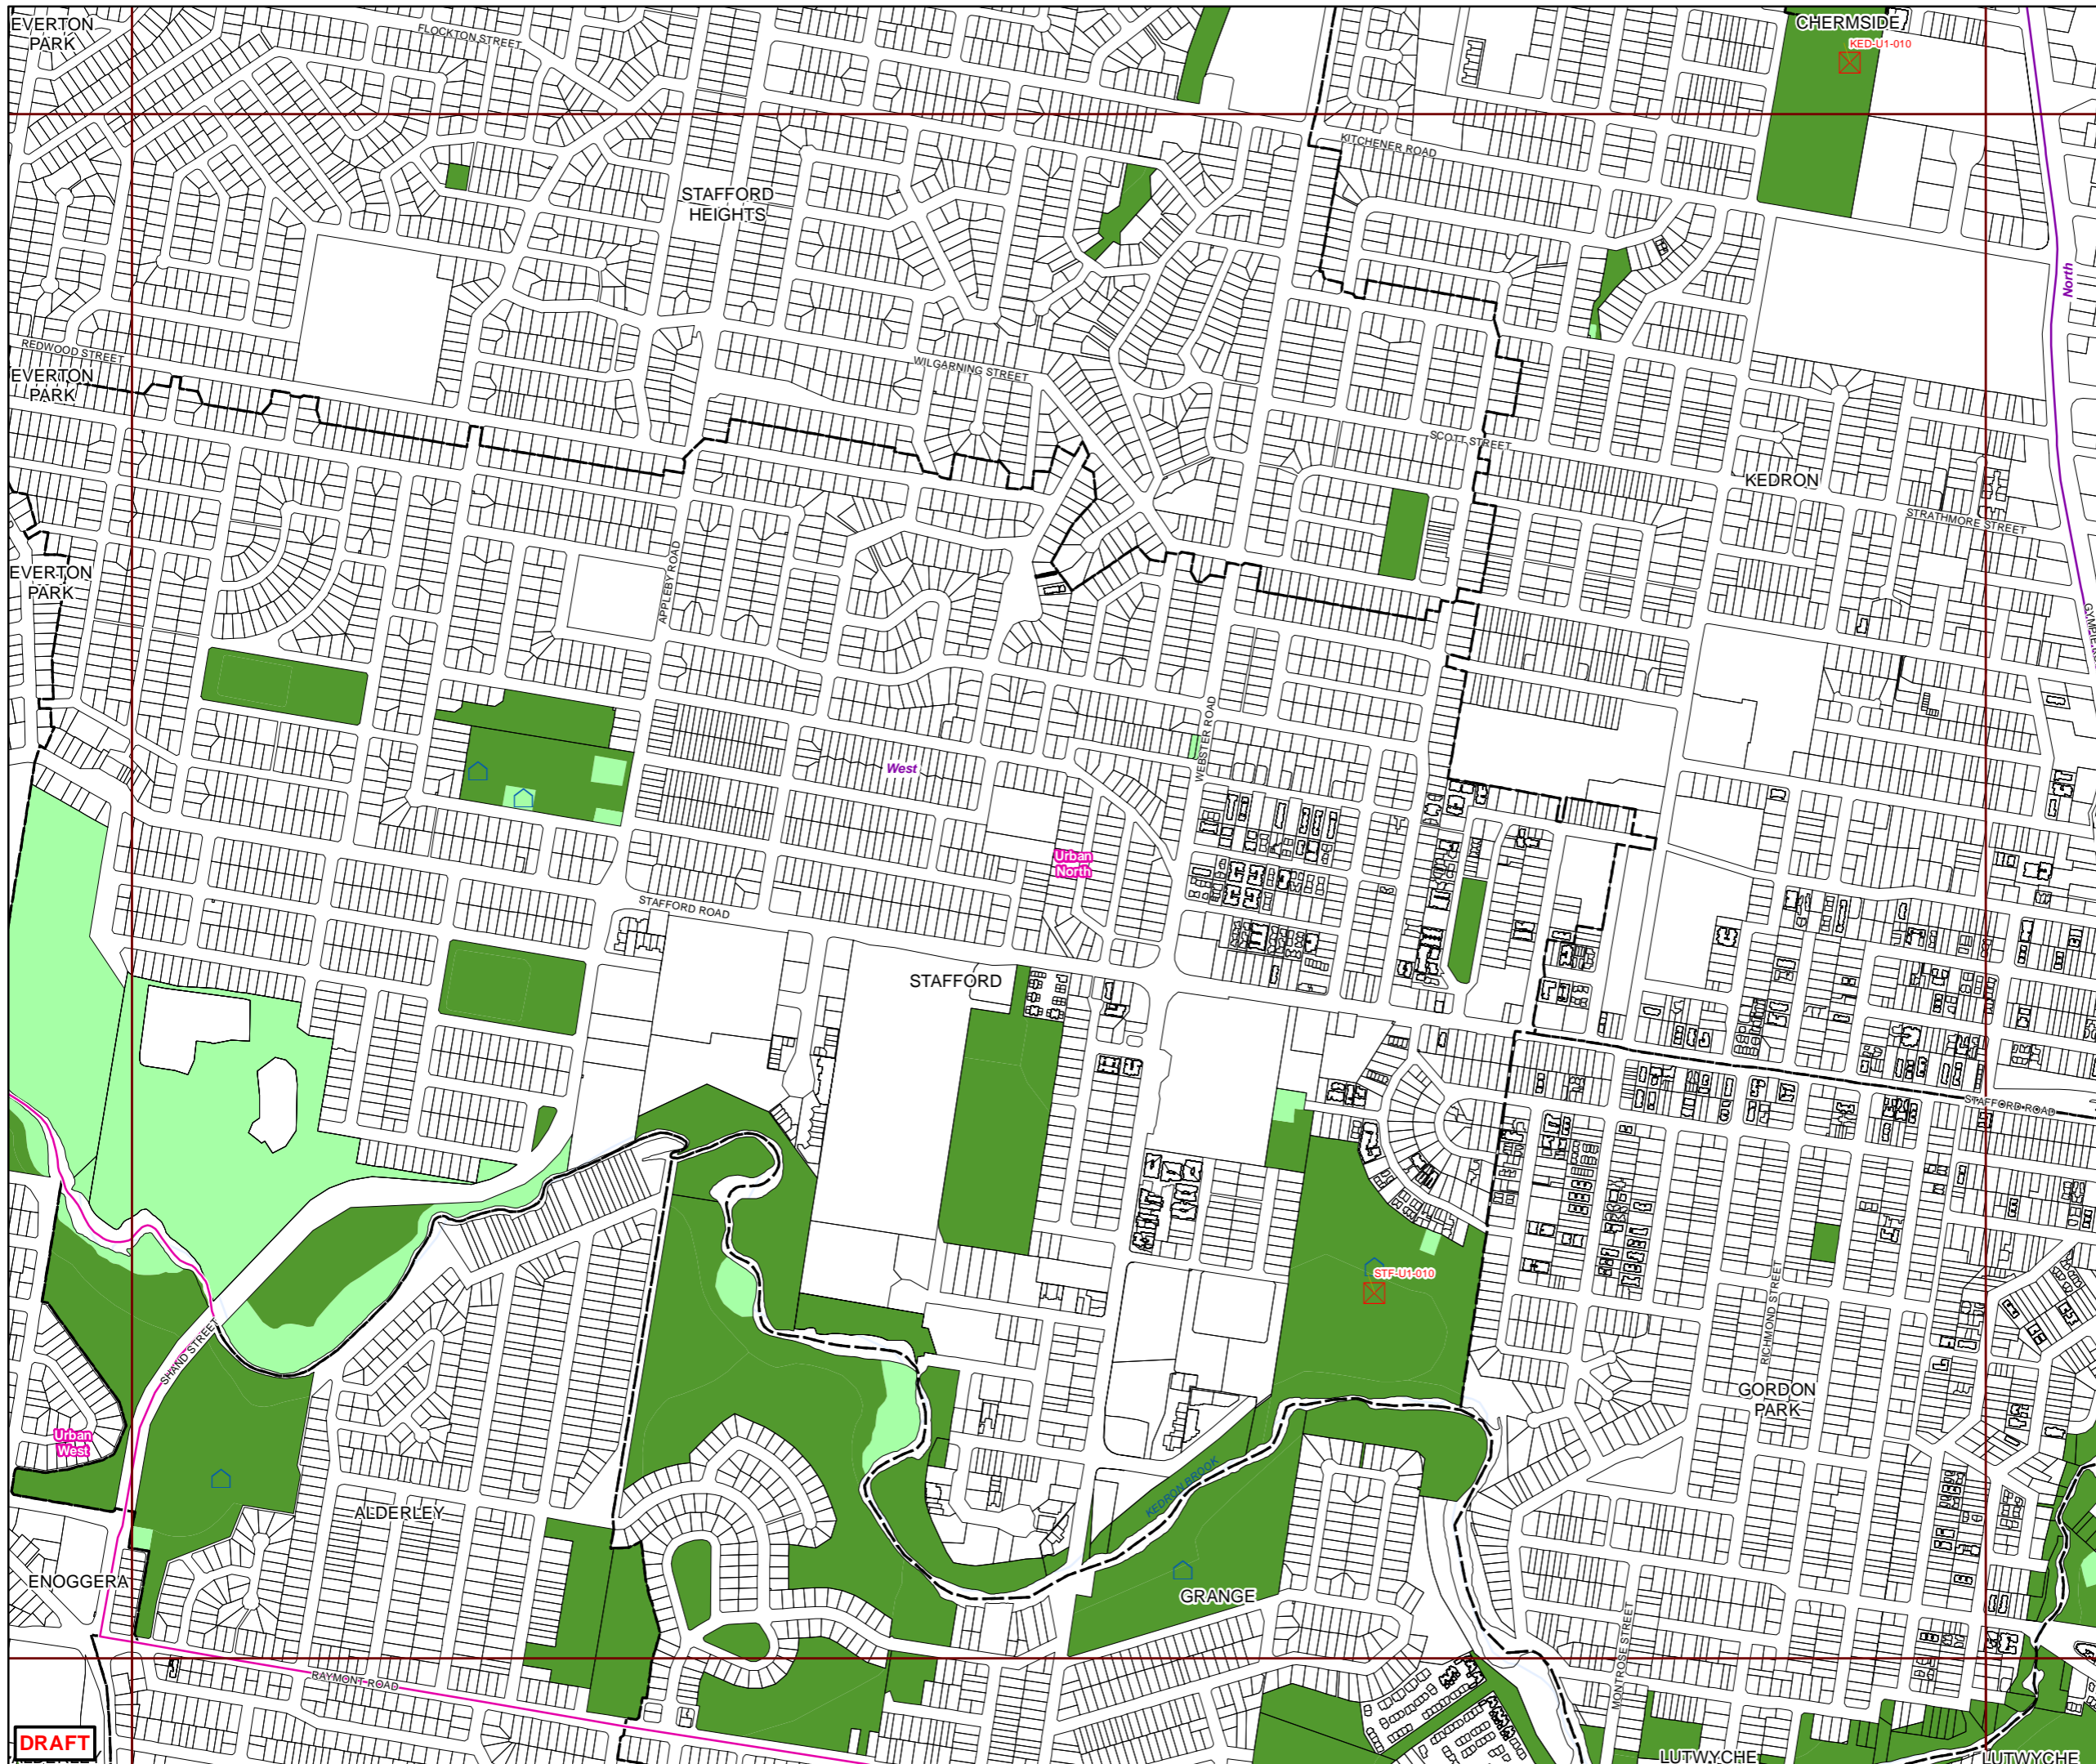 EVERTON
PARK
FLOCKTON STREET
CHERMSIDE
KED-U1-010
KITCHENER ROAD
STAFFORD
HEIGHTS
North
REDWOOD STREET
WILGARNING STREET
EVERTON
PARK
SCOTT STREET
KEDRON
STRATHMORE STREET
EVERTON
PARK
APPLEBY ROAD
WEBSTER ROAD
West
Urban
North
STAFFORD ROAD
STAFFORD
STAFFORD ROAD
STF-U1-010
RICHMOND STREET
SHAND STREET
GORDON
PARK
Urban
West
KEDRON BROOK
ALDERLEY
ENOGGERA
GRANGE
MONTROSE STREET
RAYMONT ROAD
DRAFT
ALDERLEY
LUTWYCHE
LUTWYCHE